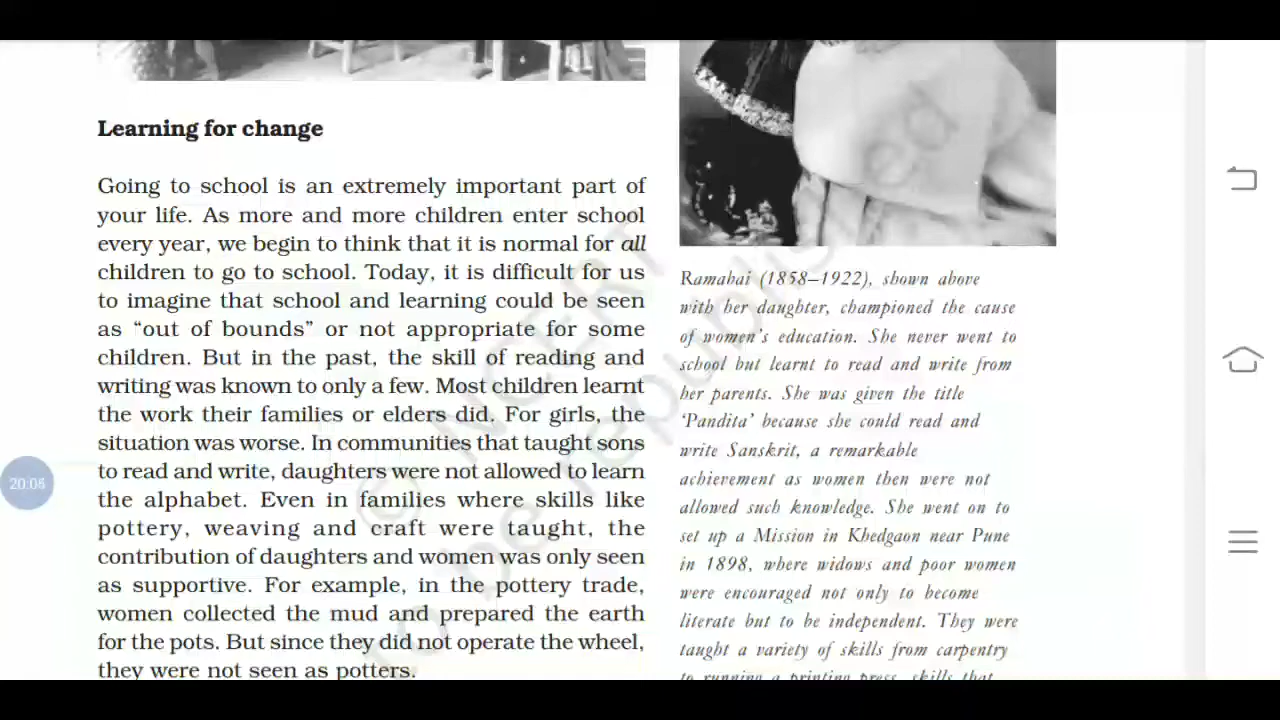 Learning for change
Going to school is an extremely important part of
your life. As more and more children enter school
every year, we begin to think that it is normal for all
children to go to school. Today, it is difficult for us
to imagine that school and learning could be seen
as “out of bounds” or not appropriate for some
children. But in the past, the skill of reading and
writing was known to only a few. Most children learnt
the work their families or elders did. For girls, the
situation was worse. In communities that taught sons
to read and write, daughters were not allowed to learn
the alphabet. Even in families where skills like
pottery, weaving and craft were taught, the
contribution of daughters and women was only seen
as supportive. For example, in the pottery trade,
women collected the mud and prepared the earth
for the pots. But since they did not operate the wheel,
they were not seen as potters.
Ramabai (1858–1922), shown above
with her daughter, championed the cause
of women’s education. She never went to
school but learnt to read and write from
her parents. She was given the title
‘Pandita’ because she could read and
write Sanskrit, a remarkable
achievement as women then were not
allowed such knowledge. She went on to
set up a Mission in Khedgaon near Pune
in 1898, where widows and poor women
were encouraged not only to become
literate but to be independent. They were
taught a variety of skills from carpentry
to running a printing press, skills that
20:06
© NCERT
to be republished